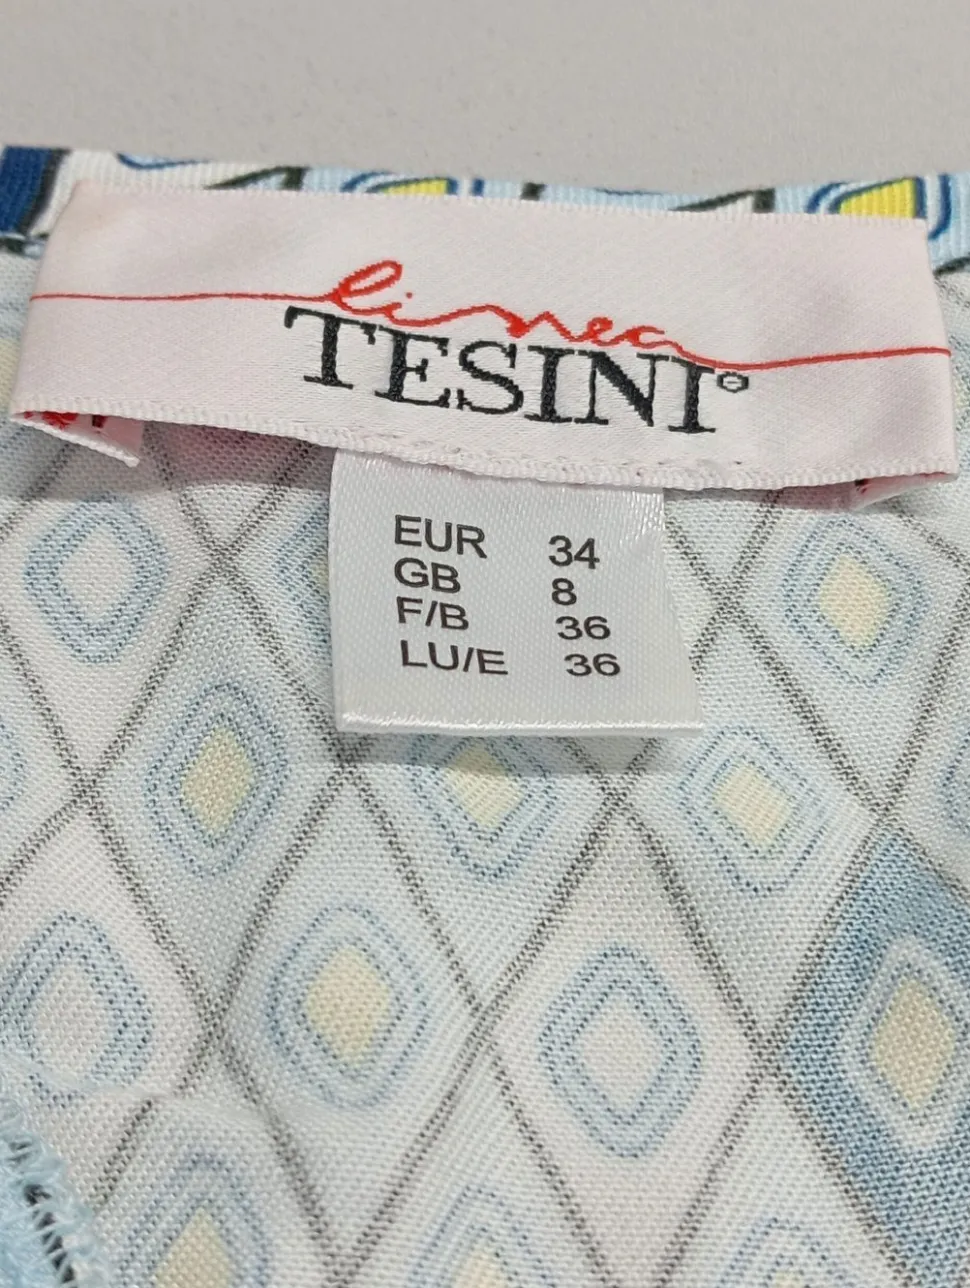 linea
TESINI®
EUR 34
GB 8
F/B 36
LU/E 36